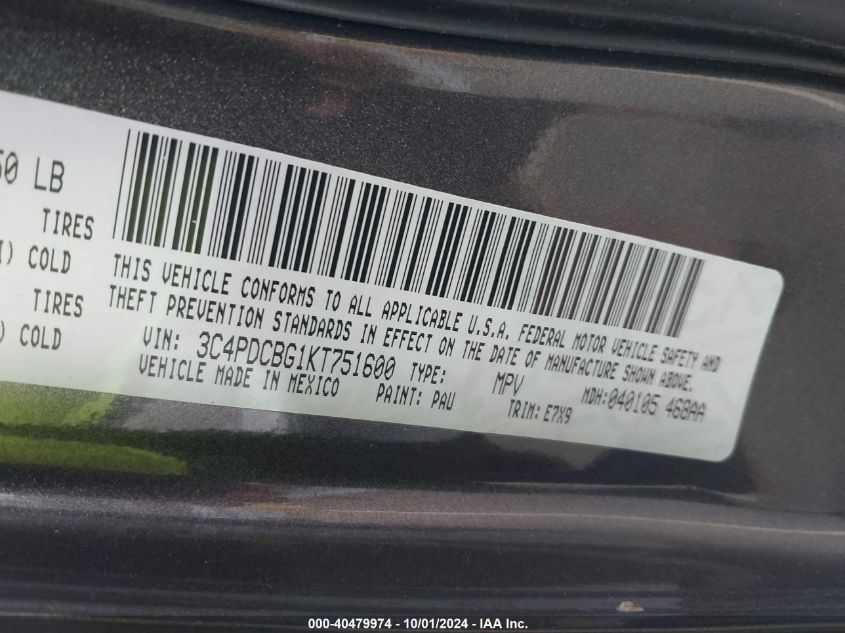 50 LB
TIRES
) COLD
TIRES
) COLD
THIS VEHICLE CONFORMS TO ALL APPLICABLE U.S.A. FEDERAL MOTOR VEHICLE SAFETY AND
THEFT PREVENTION STANDARDS IN EFFECT ON THE DATE OF MANUFACTURE SHOWN ABOVE.
VIN: 3C4PDCBG1KT751600 TYPE: MPV MDH:040105 468AA
VEHICLE MADE IN MEXICO PAINT: PAU TRIM: E7X9
000-40479974 - 10/01/2024 - IAA Inc.